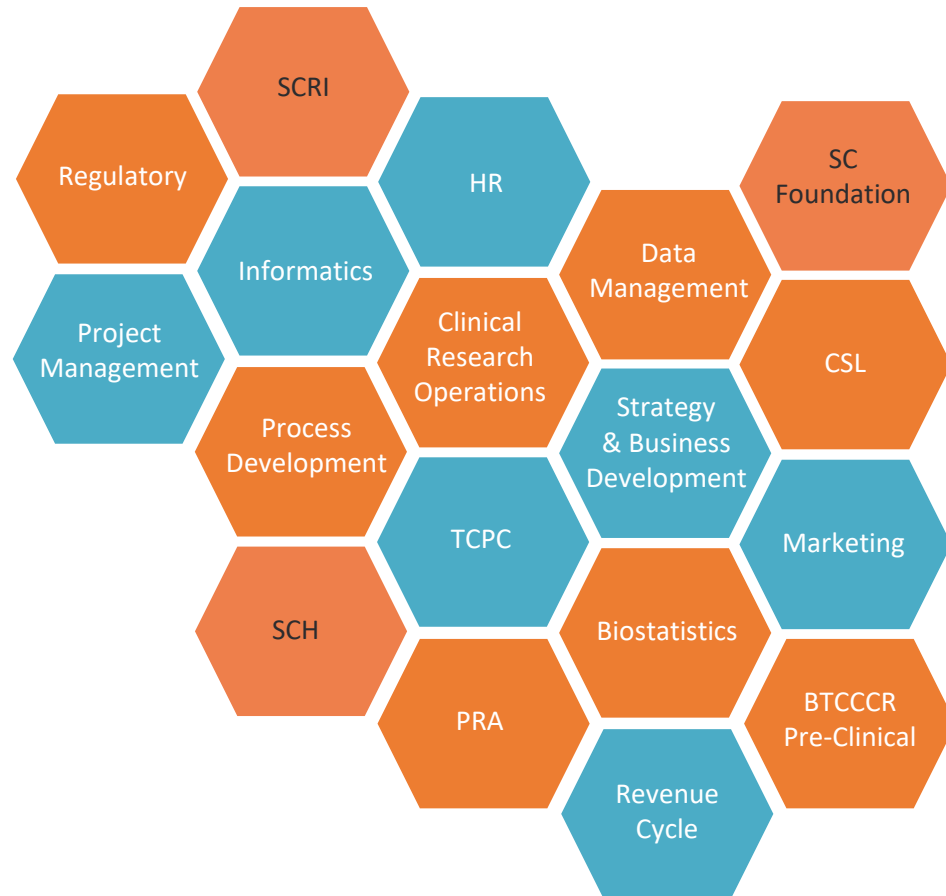 SCRI
Regulatory
HR
SC
Foundation
Informatics
Data
Management
Project
Management
Clinical
Research
Operations
CSL
Process
Development
Strategy
& Business
Development
TCPC
Marketing
SCH
Biostatistics
PRA
BTCCCR
Pre-Clinical
Revenue
Cycle